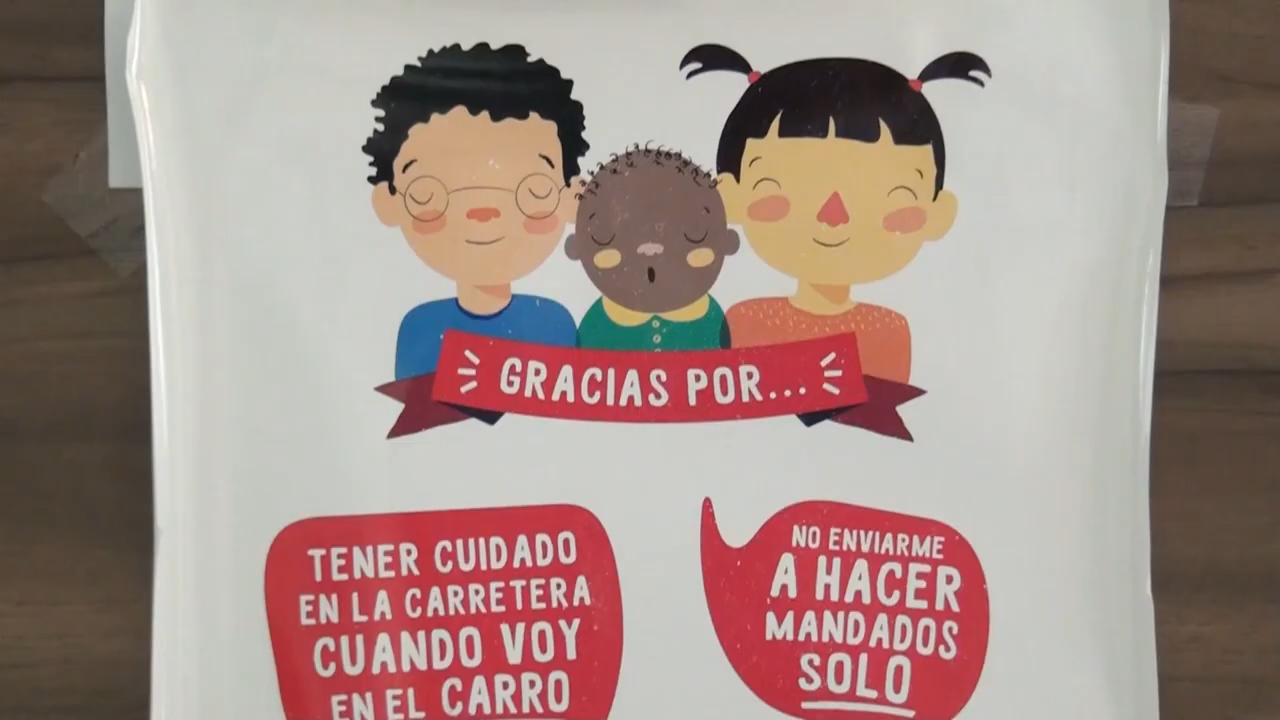 GRACIAS POR...
TENER CUIDADO
EN LA CARRETERA
CUANDO VOY
EN EL CARRO
NO ENVIARME
A HACER
MANDADOS
SOLO